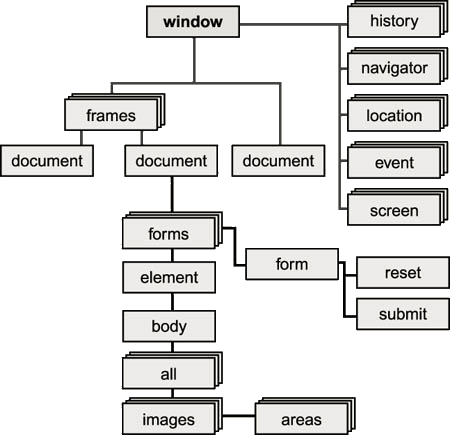 window
history
navigator
frames
location
document
document
document
event
screen
forms
form
element
reset
submit
body
all
images
areas